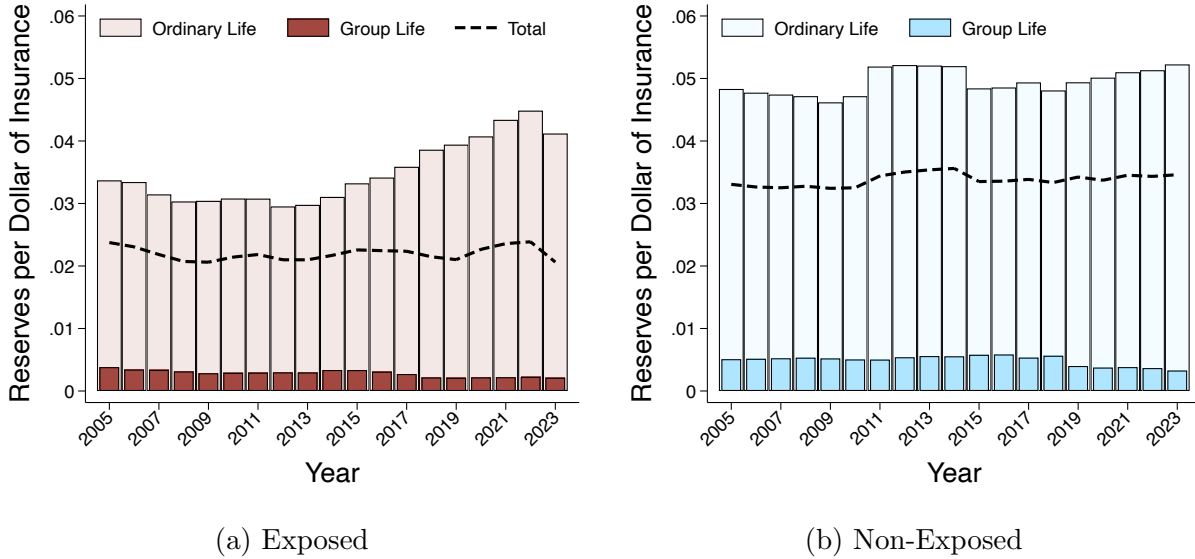 Reserves per Dollar of Insurance
.06
.05
.04
.03
.02
.01
0
Ordinary Life Group Life Total
2005 2007 2009 2011 2013 2015 2017 2019 2021 2023
Year
(a) Exposed
Reserves per Dollar of Insurance
.06
.05
.04
.03
.02
.01
0
Ordinary Life Group Life
2005 2007 2009 2011 2013 2015 2017 2019 2021 2023
Year
(b) Non-Exposed